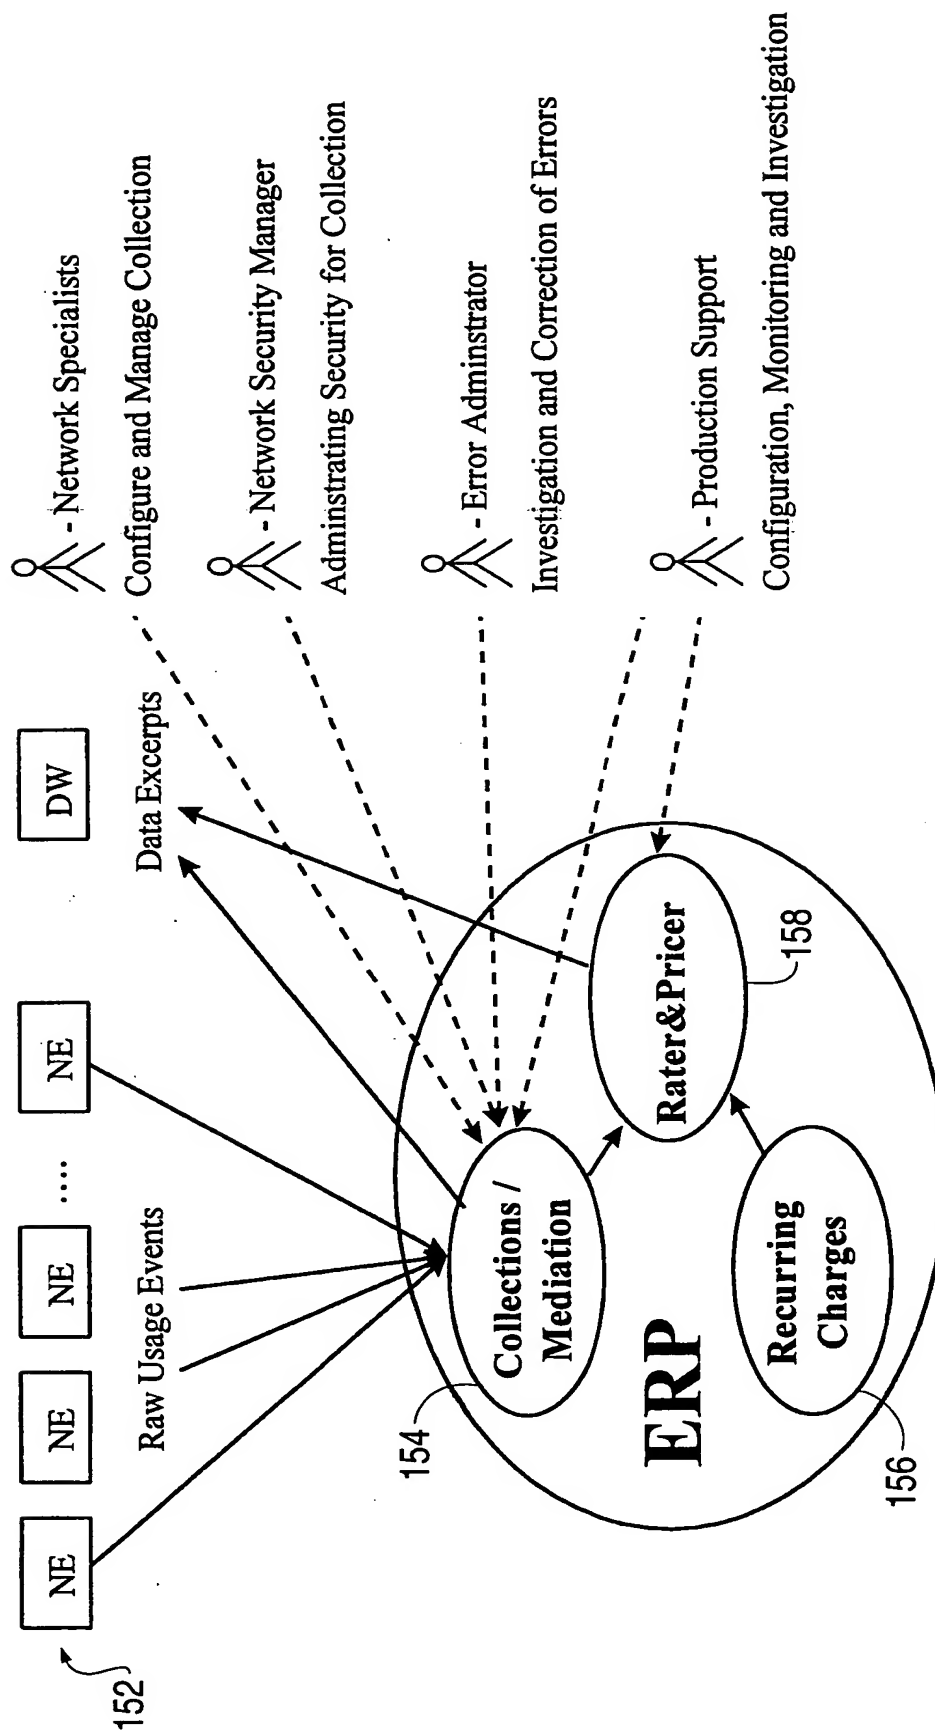 152
NE
NE
NE
....
NE
DW
Raw Usage Events
Data Excerpts
- Network Specialists
Configure and Manage Collection
- Network Security Manager
Adminstrating Security for Collection
- Error Adminstrator
Investigation and Correction of Errors
- Production Support
Configuration, Monitoring and Investigation
154
Collections /
Mediation
ERP
Rater&Pricer
158
Recurring
Charges
156